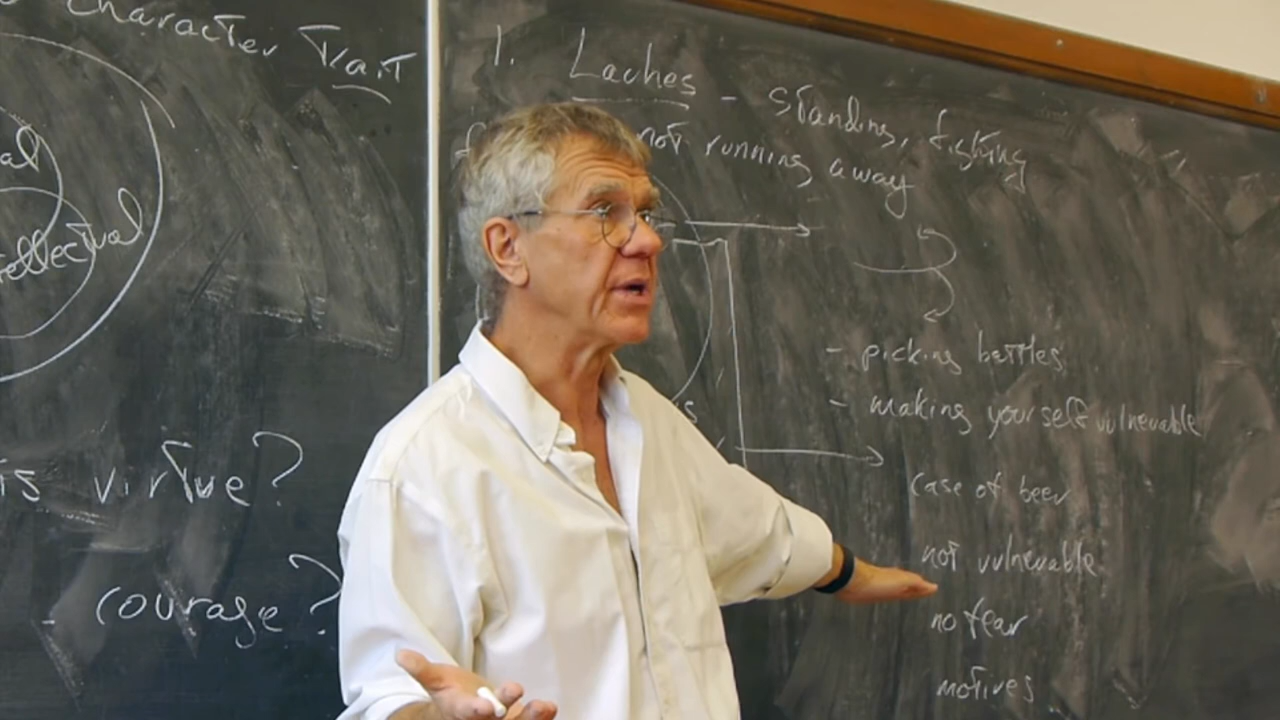 character Trait
al
ellectual
is virtue?
- courage?
1. Laches - standing, fighting
not running away
- picking battles
- making yourself vulnerable
case of beer
not vulnerable
no fear
motives